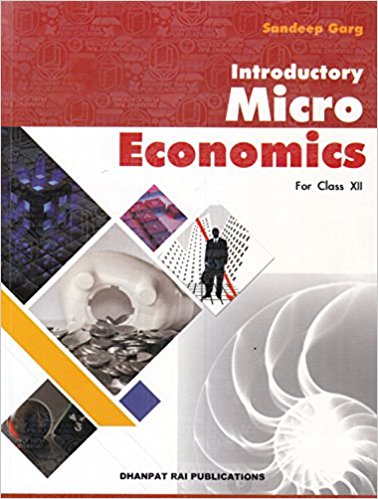 Sandeep Garg
Introductory
Micro
Economics
For Class XII
DHANPAT RAI PUBLICATIONS